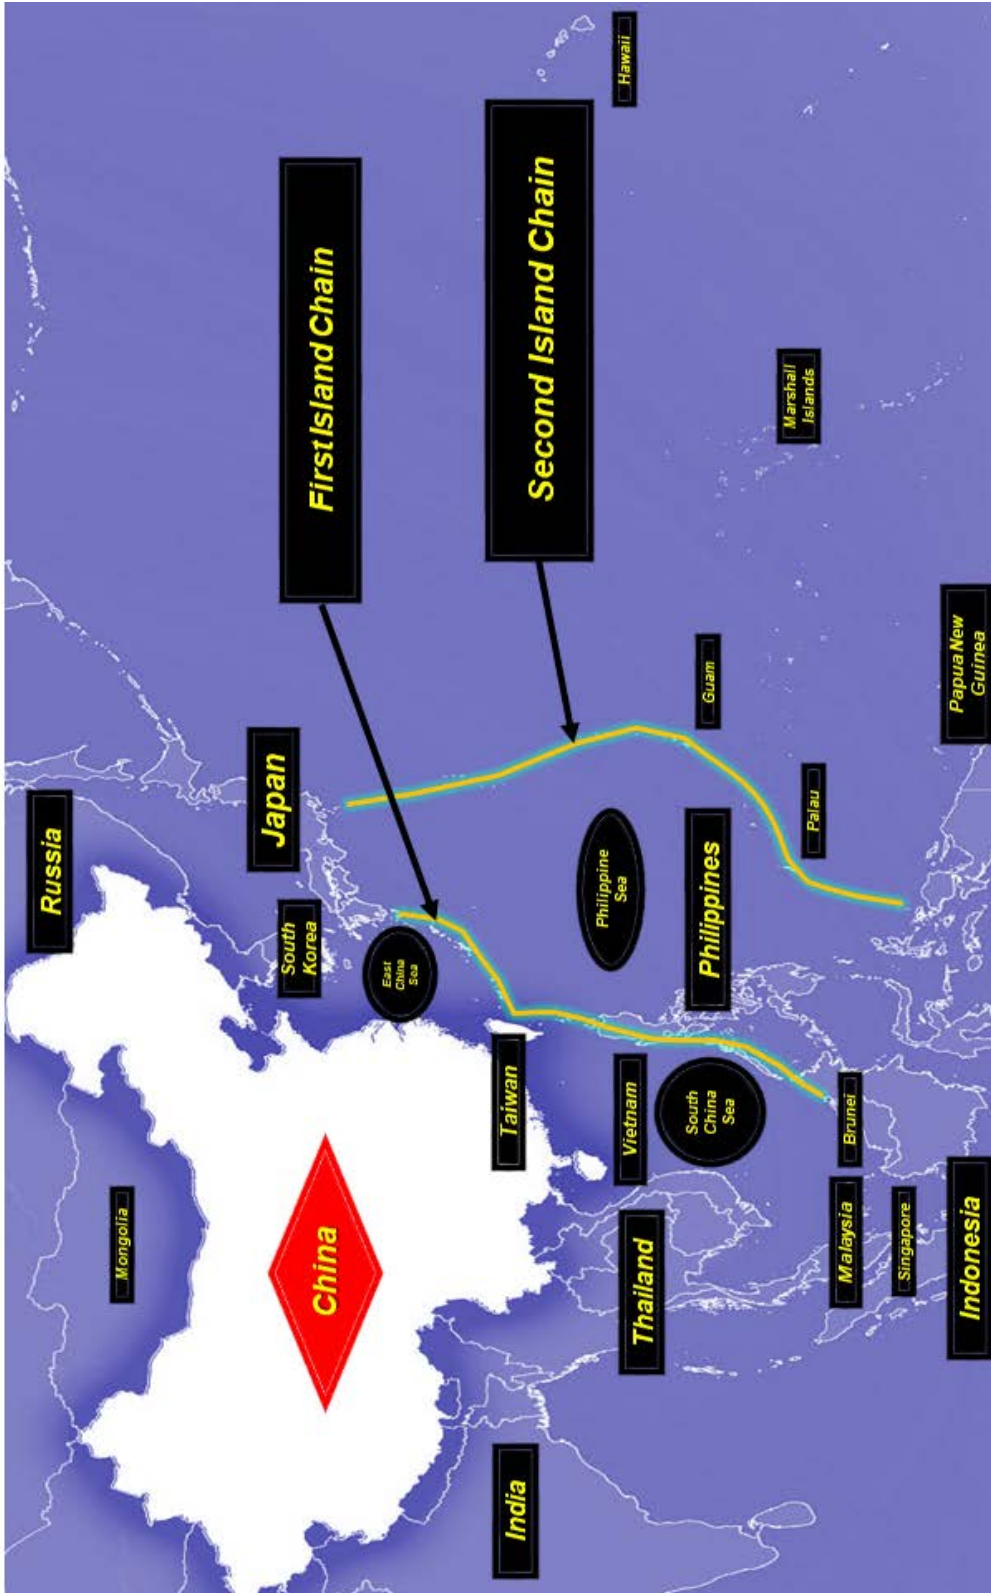 Russia
Mongolia
Japan
South
Korea
First Island Chain
China
East
China
Sea
India
Taiwan
Second Island Chain
Hawaii
Philippine
Sea
Thailand
Vietnam
South
China
Sea
Philippines
Guam
Marshall
Islands
Palau
Malaysia
Brunei
Singapore
Indonesia
Papua New
Guinea